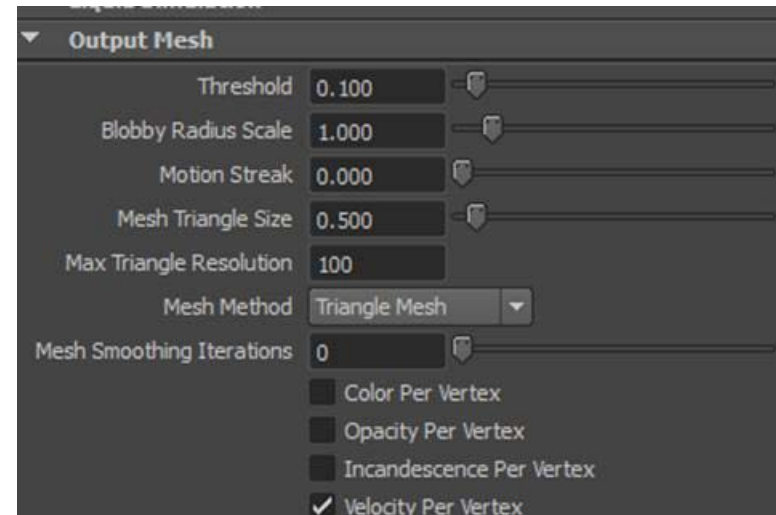 Liquid Simulation
Output Mesh
Threshold 0.100
Blobby Radius Scale 1.000
Motion Streak 0.000
Mesh Triangle Size 0.500
Max Triangle Resolution 100
Mesh Method Triangle Mesh
Mesh Smoothing Iterations 0
Color Per Vertex
Opacity Per Vertex
Incandescence Per Vertex
Velocity Per Vertex